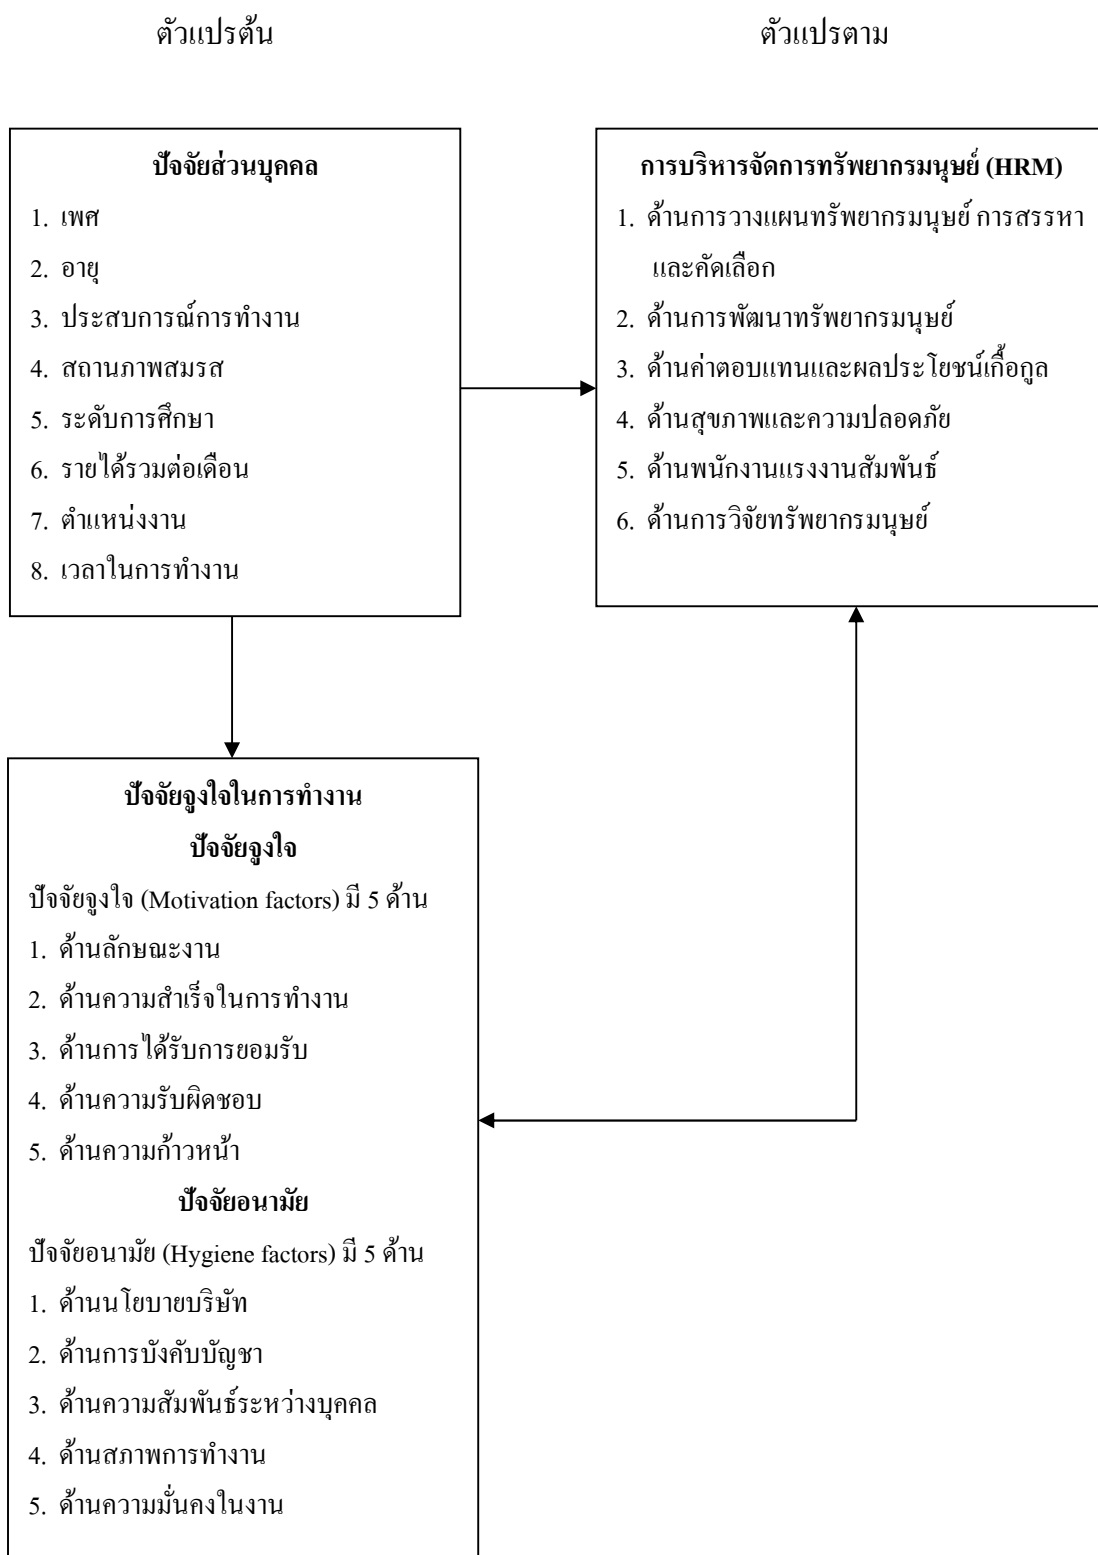 ตัวแปรต้น
ตัวแปรตาม
ปัจจัยส่วนบุคคล
1. เพศ
2. อายุ
3. ประสบการณ์การทำงาน
4. สถานภาพสมรส
5. ระดับการศึกษา
6. รายได้รวมต่อเดือน
7. ตำแหน่งงาน
8. เวลาในการทำงาน
การบริหารจัดการทรัพยากรมนุษย์ (HRM)
1. ด้านการวางแผนทรัพยากรมนุษย์ การสรรหา
และคัดเลือก
2. ด้านการพัฒนาทรัพยากรมนุษย์
3. ด้านค่าตอบแทนและผลประโยชน์เกื้อกูล
4. ด้านสุขภาพและความปลอดภัย
5. ด้านพนักงานแรงงานสัมพันธ์
6. ด้านการวิจัยทรัพยากรมนุษย์
ปัจจัยจูงใจในการทำงาน
ปัจจัยจูงใจ
ปัจจัยจูงใจ (Motivation factors) มี 5 ด้าน
1. ด้านลักษณะงาน
2. ด้านความสำเร็จในการทำงาน
3. ด้านการได้รับการยอมรับ
4. ด้านความรับผิดชอบ
5. ด้านความก้าวหน้า
ปัจจัยอนามัย
ปัจจัยอนามัย (Hygiene factors) มี 5 ด้าน
1. ด้านนโยบายบริษัท
2. ด้านการบังคับบัญชา
3. ด้านความสัมพันธ์ระหว่างบุคคล
4. ด้านสภาพการทำงาน
5. ด้านความมั่นคงในงาน